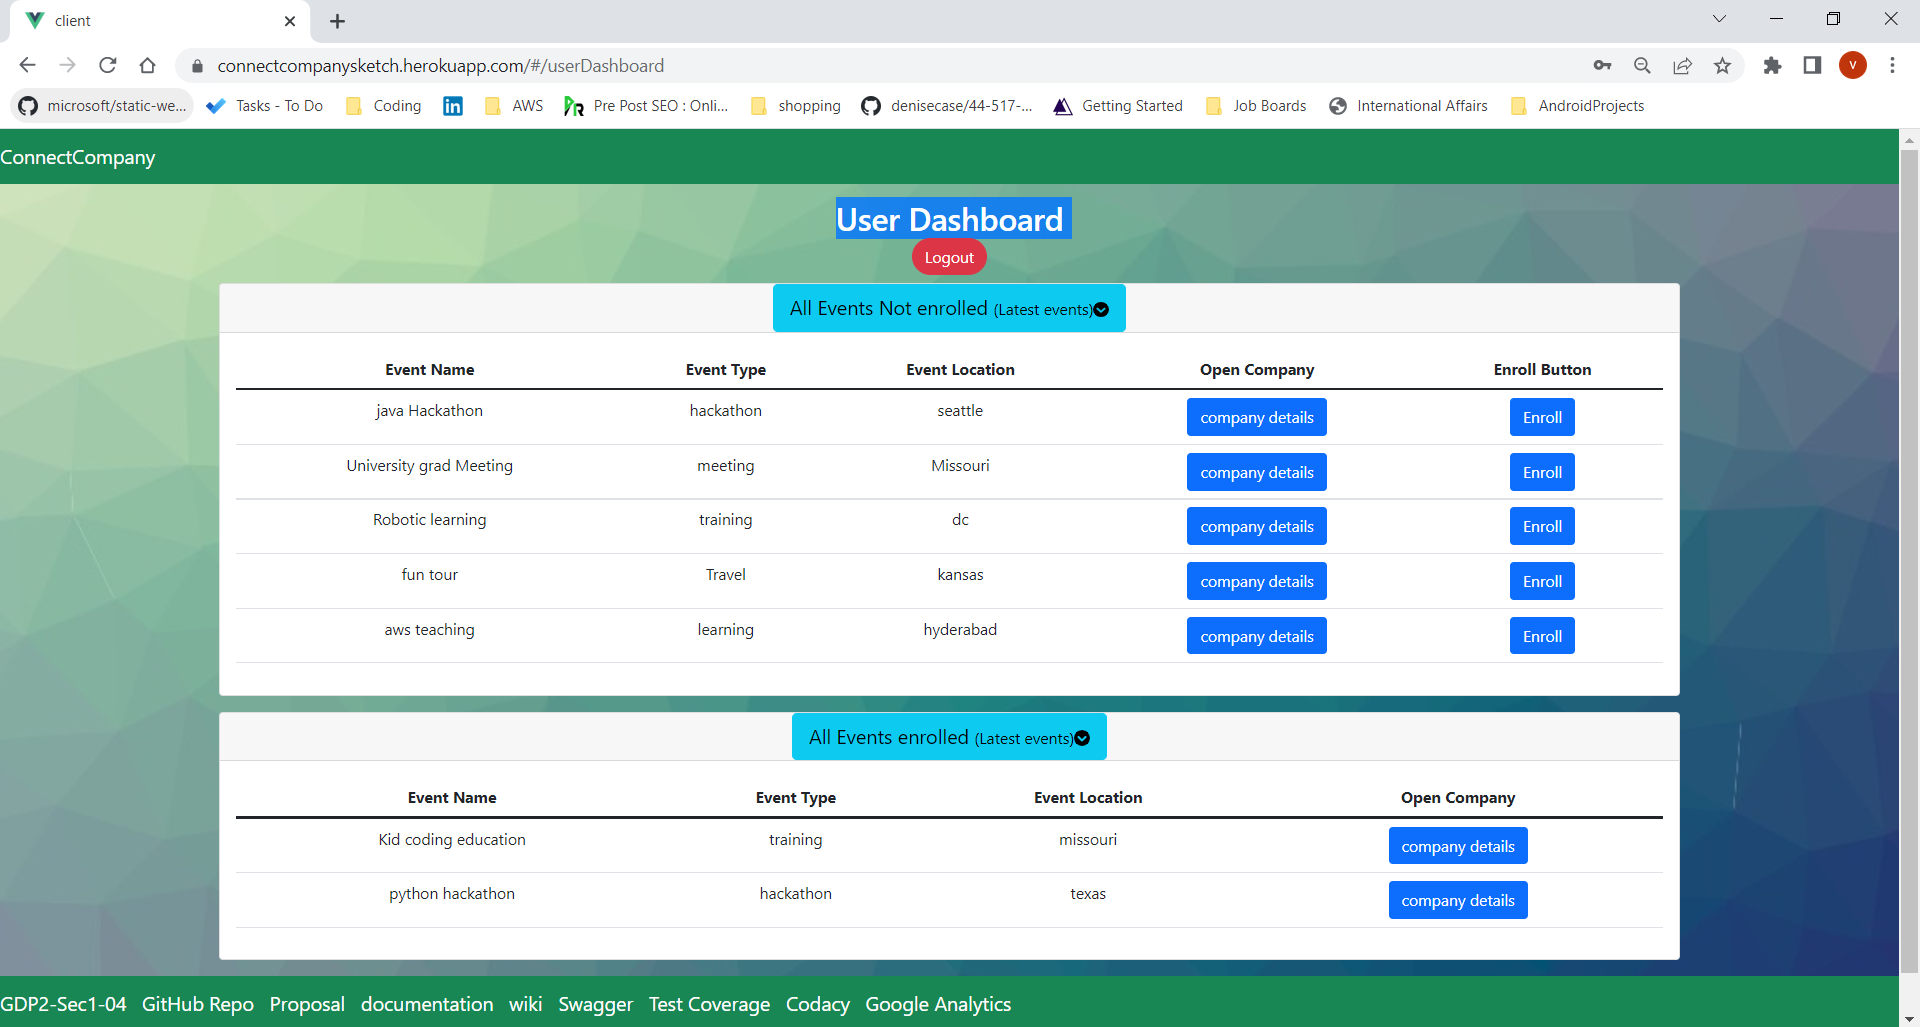 client
connectcompanysketch.herokuapp.com/#/userDashboard
V
microsoft/static-we... Tasks - To Do Coding in AWS PR Pre Post SEO : Onli... shopping denisecase/44-517-... Getting Started Job Boards International Affairs AndroidProjects
ConnectCompany
User Dashboard
Logout
All Events Not enrolled (Latest events)
Event Name Event Type Event Location Open Company Enroll Button
java Hackathon hackathon seattle company details Enroll
University grad Meeting meeting Missouri company details Enroll
Robotic learning training dc company details Enroll
fun tour Travel kansas company details Enroll
aws teaching learning hyderabad company details Enroll
All Events enrolled (Latest events)
Event Name Event Type Event Location Open Company
Kid coding education training missouri company details
python hackathon hackathon texas company details
GDP2-Sec1-04 GitHub Repo Proposal documentation wiki Swagger Test Coverage Codacy Google Analytics